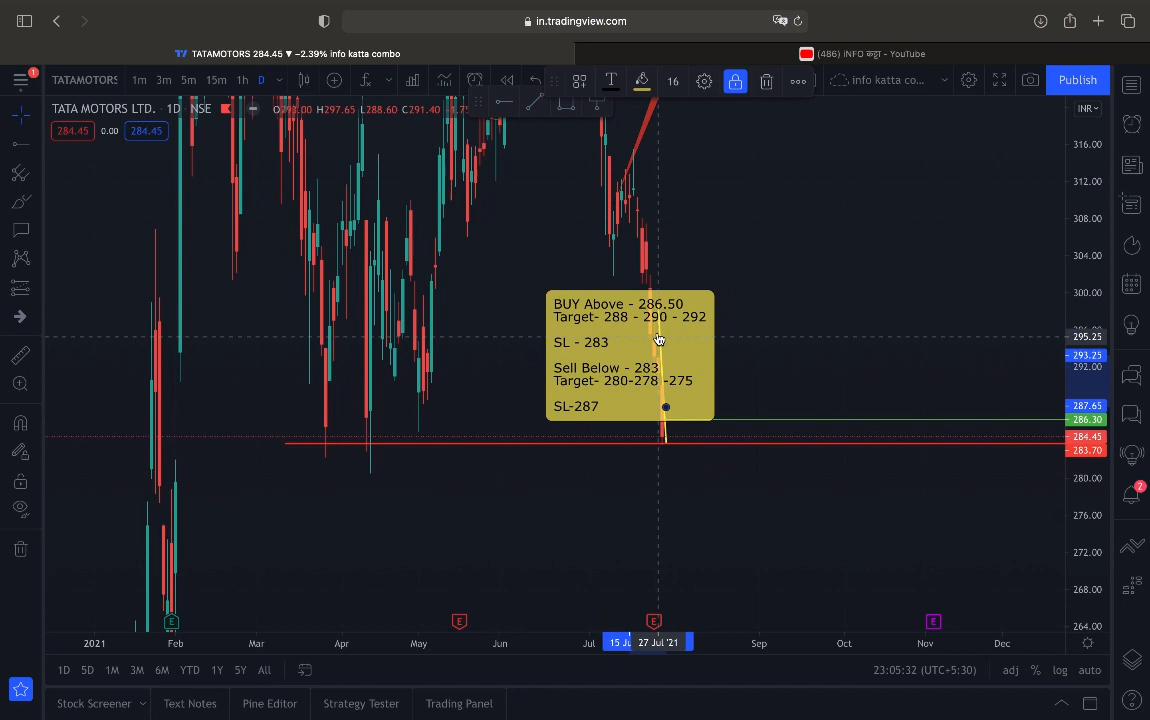 in.tradingview.com
TATAMOTORS 284.45 ▼ −2.39% info katta combo
(486) iNFO कट्टा - YouTube
1
TATAMOTORS 1m 3m 5m 15m 1h D
16
info katta co...
Publish
TATA MOTORS LTD. · 1D · NSE
H297.65 L288.60 C291.40
INR
284.45 0.00 284.45
316.00
312.00
308.00
304.00
300.00
295.25
293.25
292.00
287.65
286.30
284.45
283.70
280.00
276.00
272.00
268.00
264.00
BUY Above - 286.50
Target- 288 - 290 - 292
SL - 283
Sell Below - 283
Target- 280-278 -275
SL-287
2
E E E E
2021 Feb Mar Apr May Jun Jul 27 Jul '21 Sep Oct Nov Dec
1D 5D 1M 3M 6M YTD 1Y 5Y All
23:05:32 (UTC+5:30) adj % log auto
Stock Screener Text Notes Pine Editor Strategy Tester Trading Panel